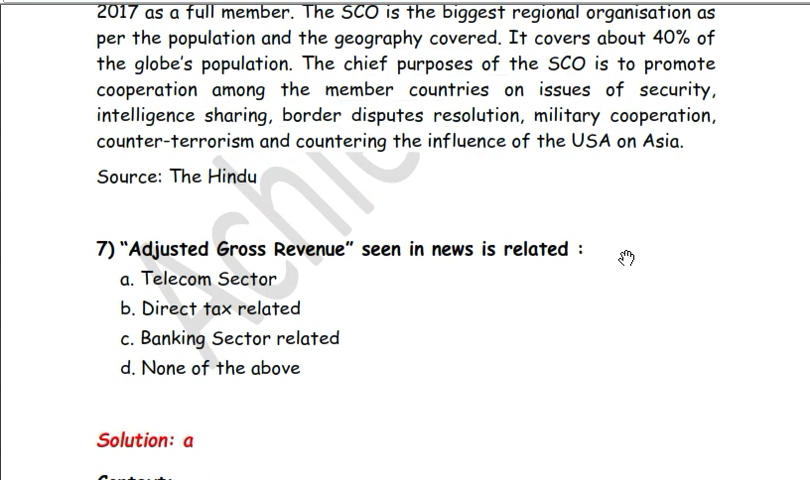 2017 as a full member. The SCO is the biggest regional organisation as
per the population and the geography covered. It covers about 40% of
the globe's population. The chief purposes of the SCO is to promote
cooperation among the member countries on issues of security,
intelligence sharing, border disputes resolution, military cooperation,
counter-terrorism and countering the influence of the USA on Asia.
Source: The Hindu
7) “Adjusted Gross Revenue” seen in news is related :
a. Telecom Sector
b. Direct tax related
c. Banking Sector related
d. None of the above
Solution: a